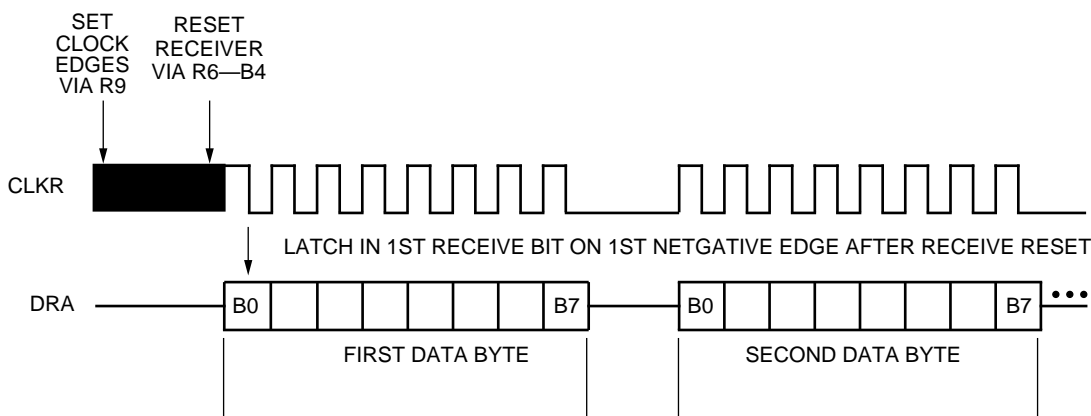 SET
CLOCK
EDGES
VIA R9
RESET
RECEIVER
VIA R6—B4
CLKR
LATCH IN 1ST RECEIVE BIT ON 1ST NETGATIVE EDGE AFTER RECEIVE RESET
DRA
B0
B7
B0
B7
•••
FIRST DATA BYTE
SECOND DATA BYTE